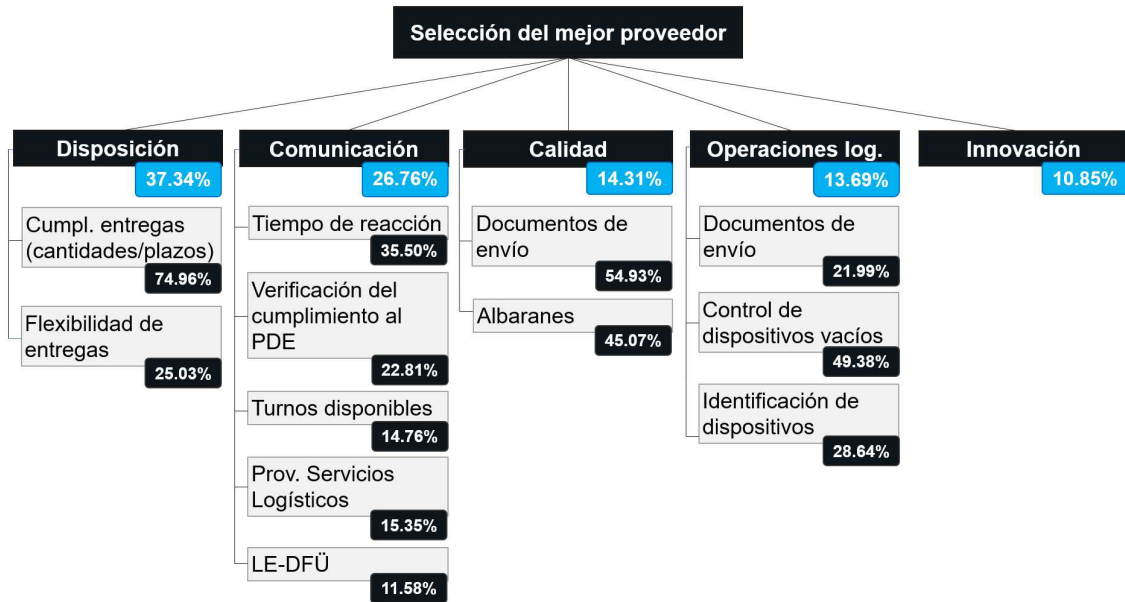 Selección del mejor proveedor
Disposición
37.34%
Cumpl. entregas
(cantidades/plazos)
74.96%
Flexibilidad de
entregas
25.03%
Comunicación
26.76%
Tiempo de reacción
35.50%
Verificación del
cumplimiento al
PDE
22.81%
Turnos disponibles
14.76%
Prov. Servicios
Logísticos
15.35%
LE-DFÜ
11.58%
Calidad
14.31%
Documentos de
envío
54.93%
Albaranes
45.07%
Operaciones log.
13.69%
Documentos de
envío
21.99%
Control de
dispositivos vacíos
49.38%
Identificación de
dispositivos
28.64%
Innovación
10.85%